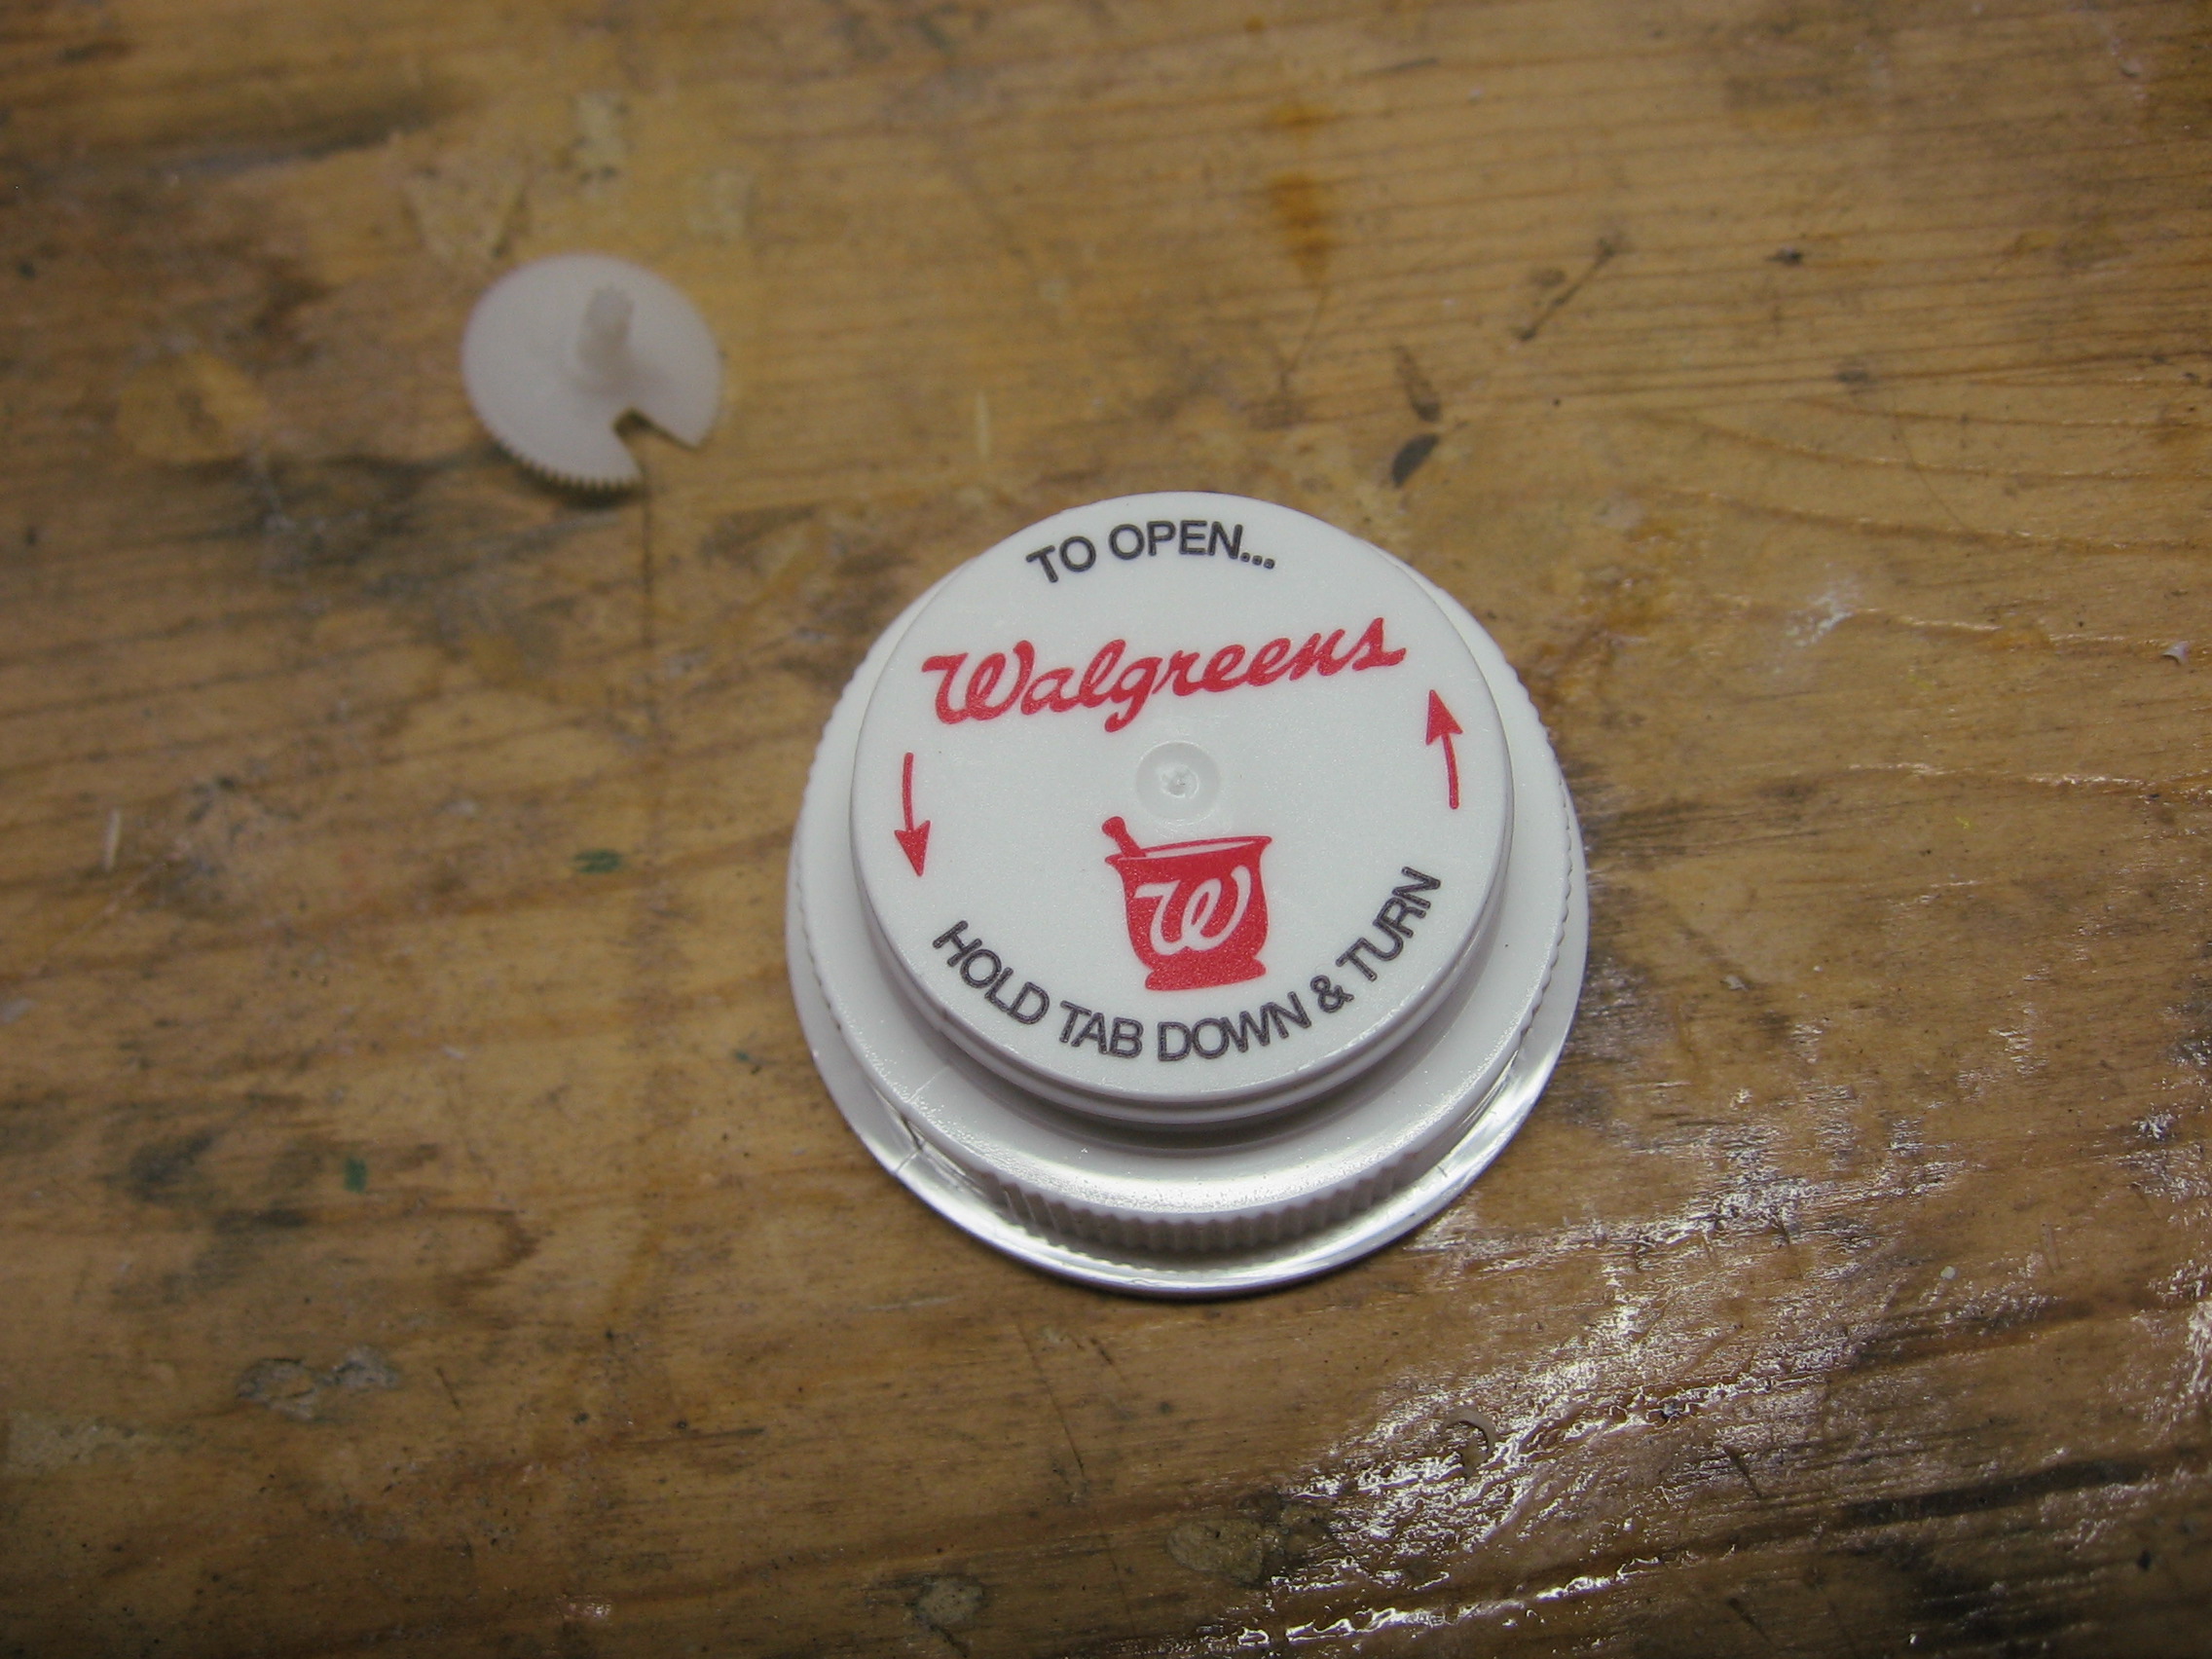 TO OPEN...
Walgreens
W
HOLD TAB DOWN & TURN